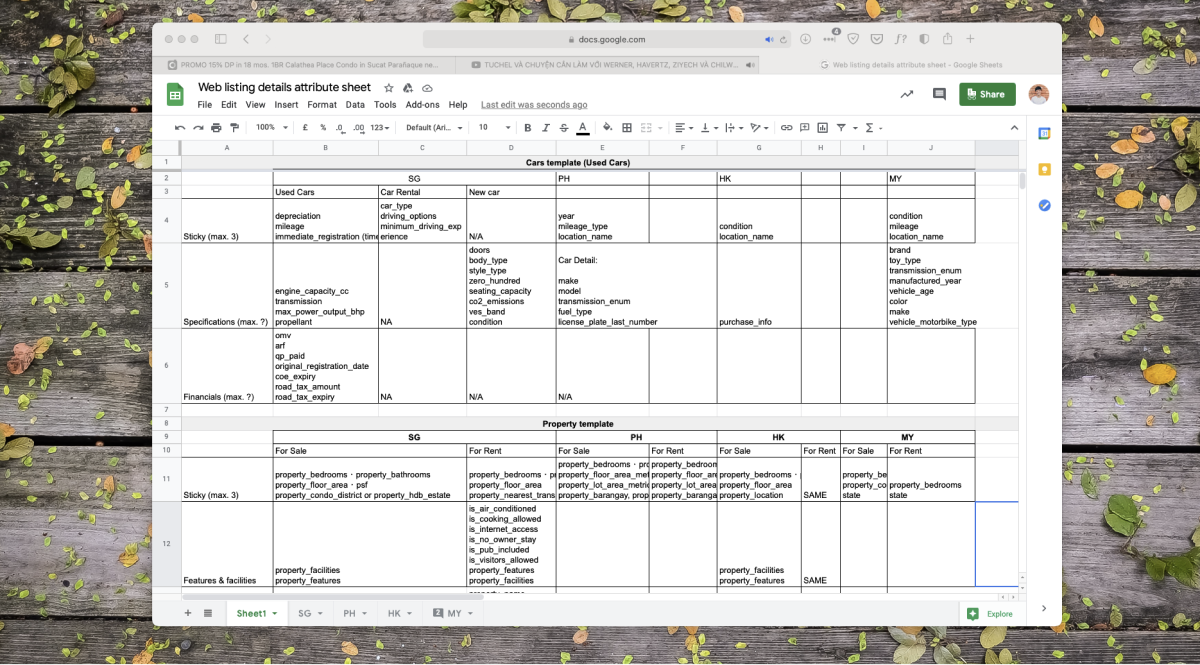 docs.google.com
4
PROMO 15% DP in 18 mos. 1BR Calathea Place Condo in Sucat Parañaque ne...
TUCHEL VÀ CHUYỆN CẦN LÀM VỚI WERNER, HAVERTZ, ZIYECH VÀ CHILW...
Web listing details attribute sheet - Google Sheets
Web listing details attribute sheet
File Edit View Insert Format Data Tools Add-ons Help Last edit was seconds ago
Share
100% £ % .0 .00 123 Default (Ari... 10 B I S A
A B C D E F G H I J
1 Cars template (Used Cars)
2 SG PH HK MY
3 Used Cars Car Rental New car
4
Sticky (max. 3)
depreciation
mileage
immediate_registration (time
car_type
driving_options
minimum_driving_exp
erience
N/A
year
mileage_type
location_name
condition
location_name
condition
mileage
location_name
5
Specifications (max. ?)
engine_capacity_cc
transmission
max_power_output_bhp
propellant
NA
doors
body_type
style_type
zero_hundred
seating_capacity
co2_emissions
ves_band
condition
Car Detail:
make
model
transmission_enum
fuel_type
license_plate_last_number
purchase_info
brand
toy_type
transmission_enum
manufactured_year
vehicle_age
color
make
vehicle_motorbike_type
6
Financials (max. ?)
omv
arf
qp_paid
original_registration_date
coe_expiry
road_tax_amount
road_tax_expiry
NA
N/A
N/A
7
8 Property template
9 SG PH HK MY
10 For Sale For Rent For Sale For Rent For Sale For Rent For Sale For Rent
11
Sticky (max. 3)
property_bedrooms · property_bathrooms
property_floor_area · psf
property_condo_district or property_hdb_estate
property_bedrooms · p
property_floor_area
property_nearest_trans
property_bedrooms · pro
property_floor_area_met
property_lot_area_metri
property_barangay, prop
property_bedroom
property_floor_ar
property_lot_area
property_baranga
property_bedrooms ·
property_floor_area
property_location
SAME
property_be
property_co
state
property_bedrooms
state
12
Features & facilities
property_facilities
property_features
is_air_conditioned
is_cooking_allowed
is_internet_access
is_no_owner_stay
is_pub_included
is_visitors_allowed
property_features
property_facilities
property_facilities
property_features
SAME
Sheet1 SG PH HK 2 MY
Explore